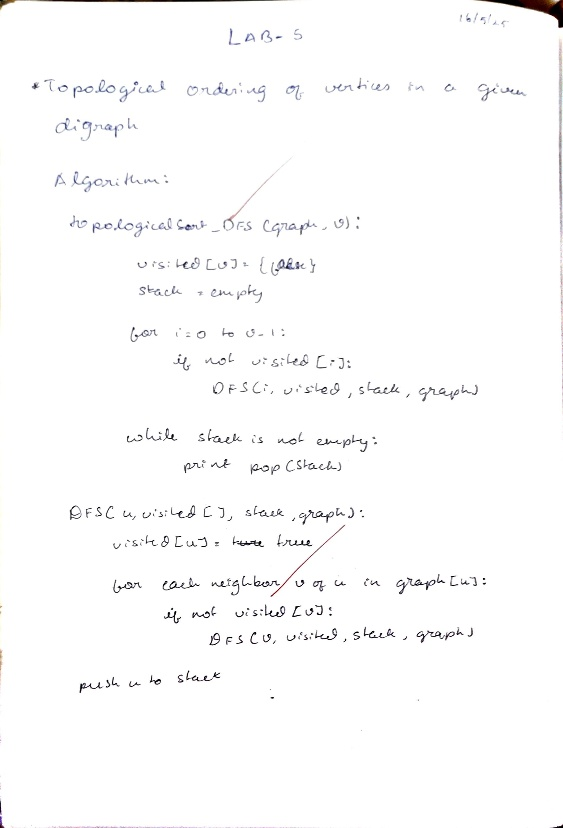 16/5/25
LAB- 5
* Topological ordering of vertices in a given
digraph
Algorithm:
topologicalSort_DFS (graph, v):
visited[v] = {false}
stack = empty
for i=0 to v-1:
if not visited [i]:
DFS(i, visited, stack, graph)
while stack is not empty:
print pop (stack)
DFS( u, visited [ ], stack, graph):
visited[u] = true
for each neighbor v of u in graph[u]:
if not visited [v]:
DFS(v, visited, stack, graph)
push u to stack